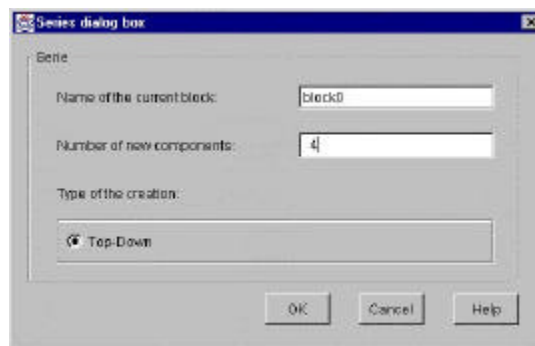 Series dialog box
Serie
Name of the current block: block0
Number of new components: 4
Type of the creation:
Top-Down
OK Cancel Help